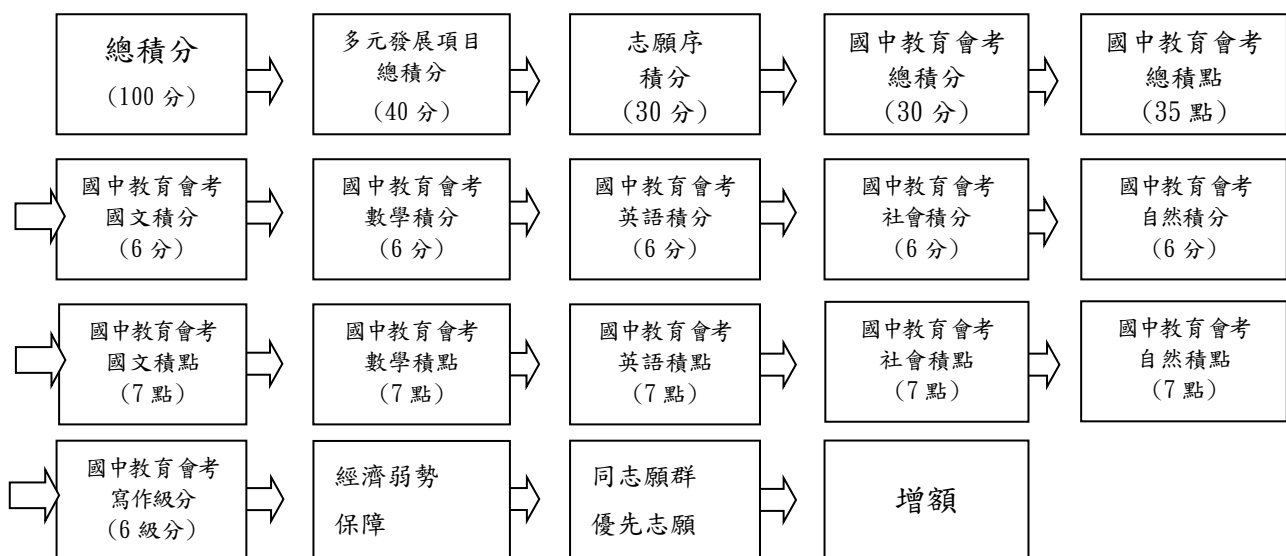 總積分
(100 分)
多元發展項目
總積分
(40 分)
志願序
積分
(30 分)
國中教育會考
總積分
(30 分)
國中教育會考
總積點
(35 點)
國中教育會考
國文積分
(6 分)
國中教育會考
數學積分
(6 分)
國中教育會考
英語積分
(6 分)
國中教育會考
社會積分
(6 分)
國中教育會考
自然積分
(6 分)
國中教育會考
國文積點
(7 點)
國中教育會考
數學積點
(7 點)
國中教育會考
英語積點
(7 點)
國中教育會考
社會積點
(7 點)
國中教育會考
自然積點
(7 點)
國中教育會考
寫作級分
(6 級分)
經濟弱勢
保障
同志願群
優先志願
增額